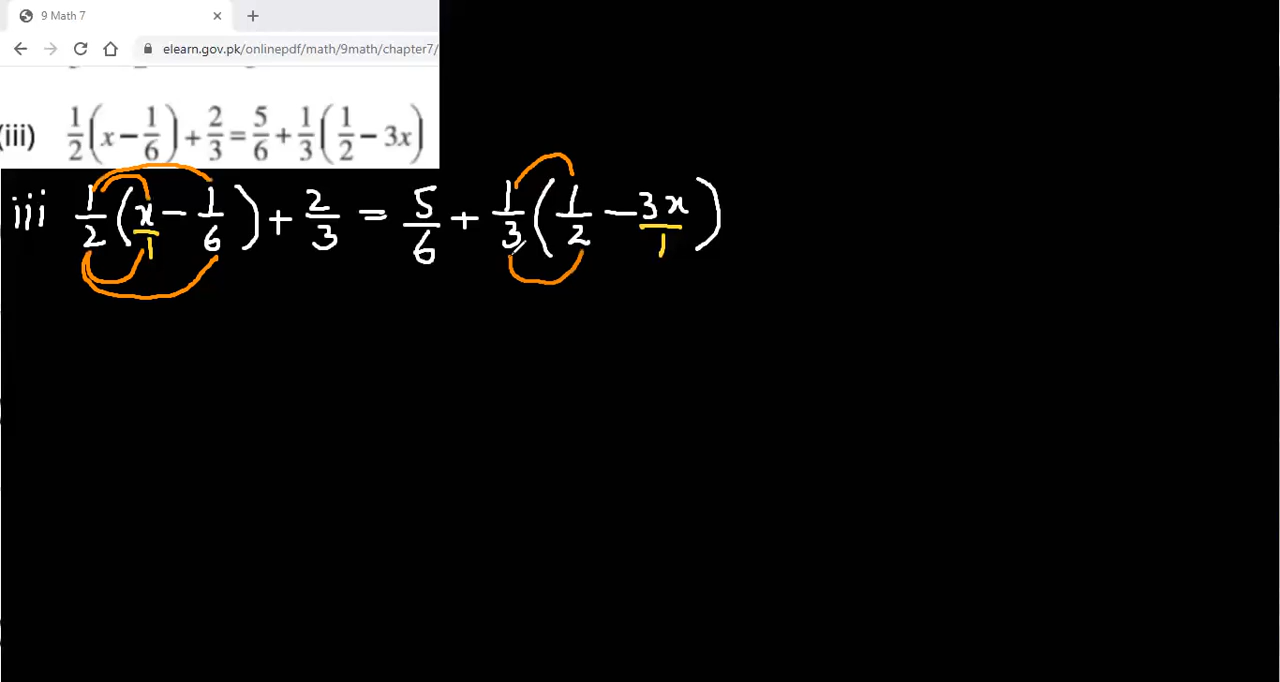 9 Math 7
elearn.gov.pk/onlinepdf/math/9math/chapter7/
(iii) 1/2(x − 1/6) + 2/3 = 5/6 + 1/3(1/2 − 3x)
iii 1/2(x/1 − 1/6) + 2/3 = 5/6 + 1/3(1/2 − 3x/1)